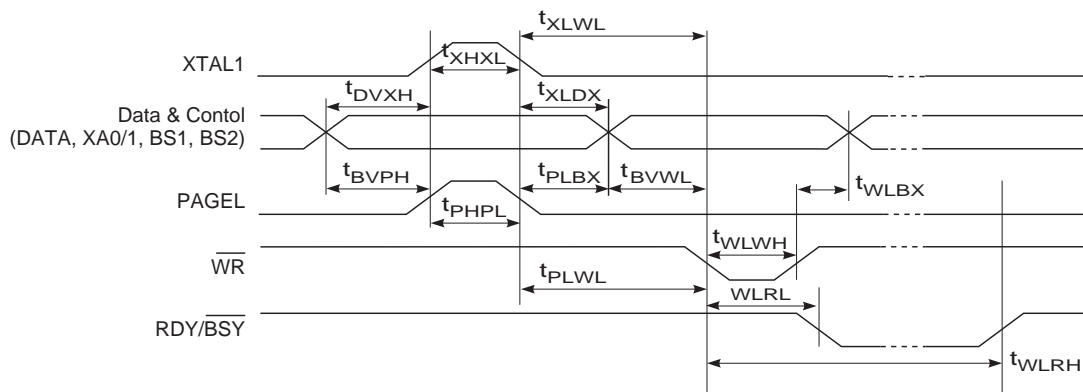 tXLWL
XTAL1
tXHXL
tDVXH
tXLDX
Data & Contol
(DATA, XA0/1, BS1, BS2)
tBVPH
tPLBX
tBVWL
tWLBX
PAGEL
tPHPL
tWLWH
WR
tPLWL
WLRL
RDY/BSY
tWLRH